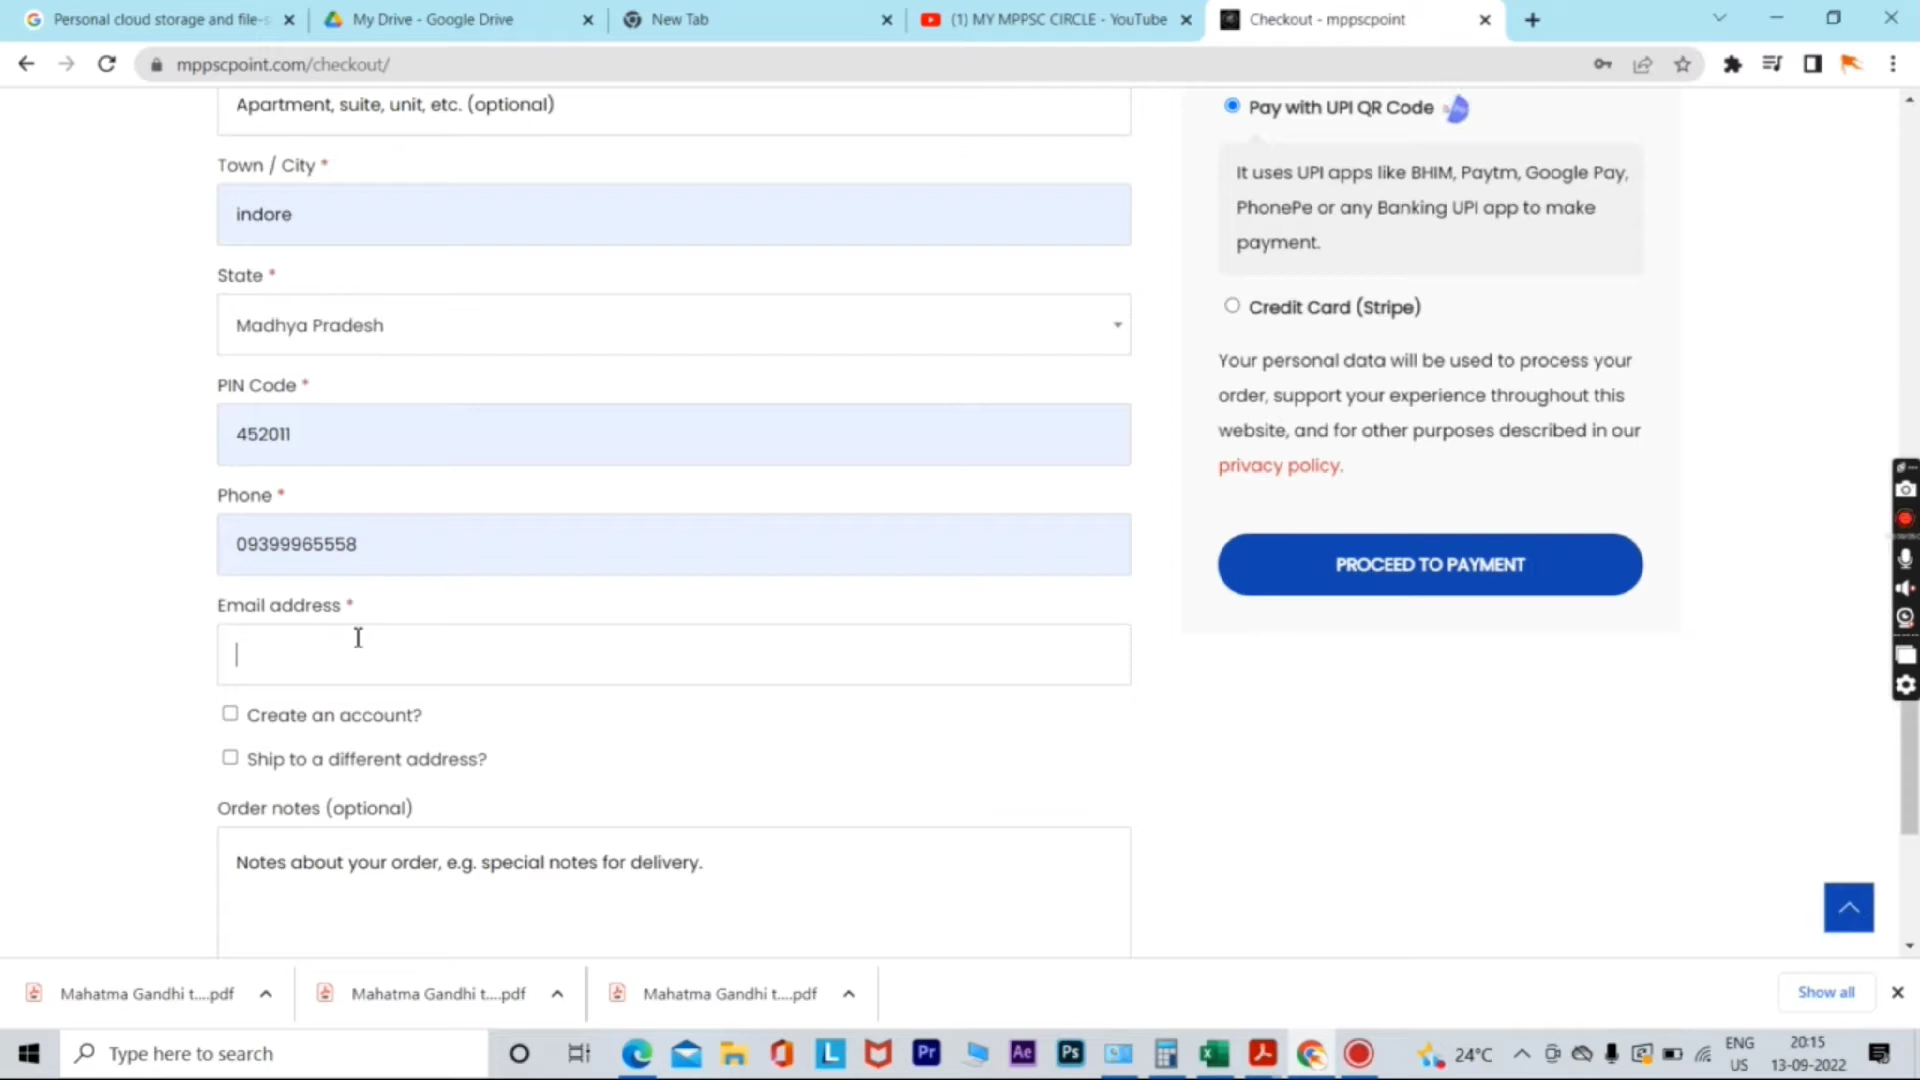 Personal cloud storage and file-s
My Drive - Google Drive
New Tab
(1) MY MPPSC CIRCLE - YouTube
Checkout - mppscpoint
mppscpoint.com/checkout/
Apartment, suite, unit, etc. (optional)
Town / City *
indore
State *
Madhya Pradesh
PIN Code *
452011
Phone *
09399965558
Email address *
Create an account?
Ship to a different address?
Order notes (optional)
Notes about your order, e.g. special notes for delivery.
Pay with UPI QR Code
It uses UPI apps like BHIM, Paytm, Google Pay,
PhonePe or any Banking UPI app to make
payment.
Credit Card (Stripe)
Your personal data will be used to process your
order, support your experience throughout this
website, and for other purposes described in our
privacy policy.
PROCEED TO PAYMENT
Mahatma Gandhi t....pdf
Mahatma Gandhi t....pdf
Mahatma Gandhi t....pdf
Show all
Type here to search
L
Pr
Ae
Ps
24°C
ENG
US
20:15
13-09-2022